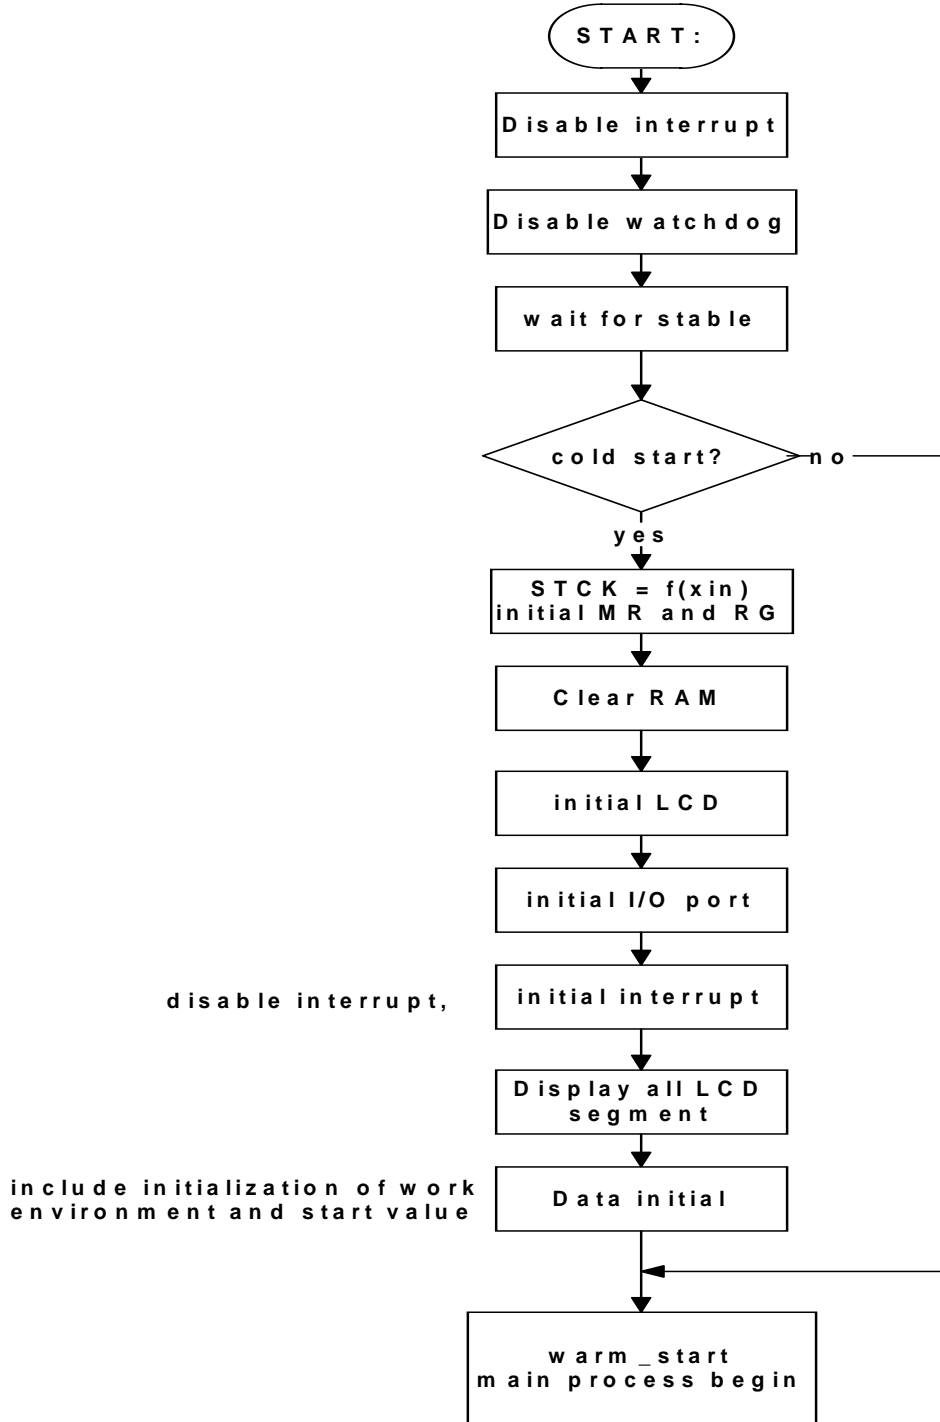 START:
Disable interrupt
Disable watchdog
wait for stable
cold start?
no
yes
STCK = f(xin)
initial MR and RG
Clear RAM
initial LCD
initial I/O port
disable interrupt,
initial interrupt
Display all LCD
segment
include initialization of work
environment and start value
Data initial
warm_start
main process begin